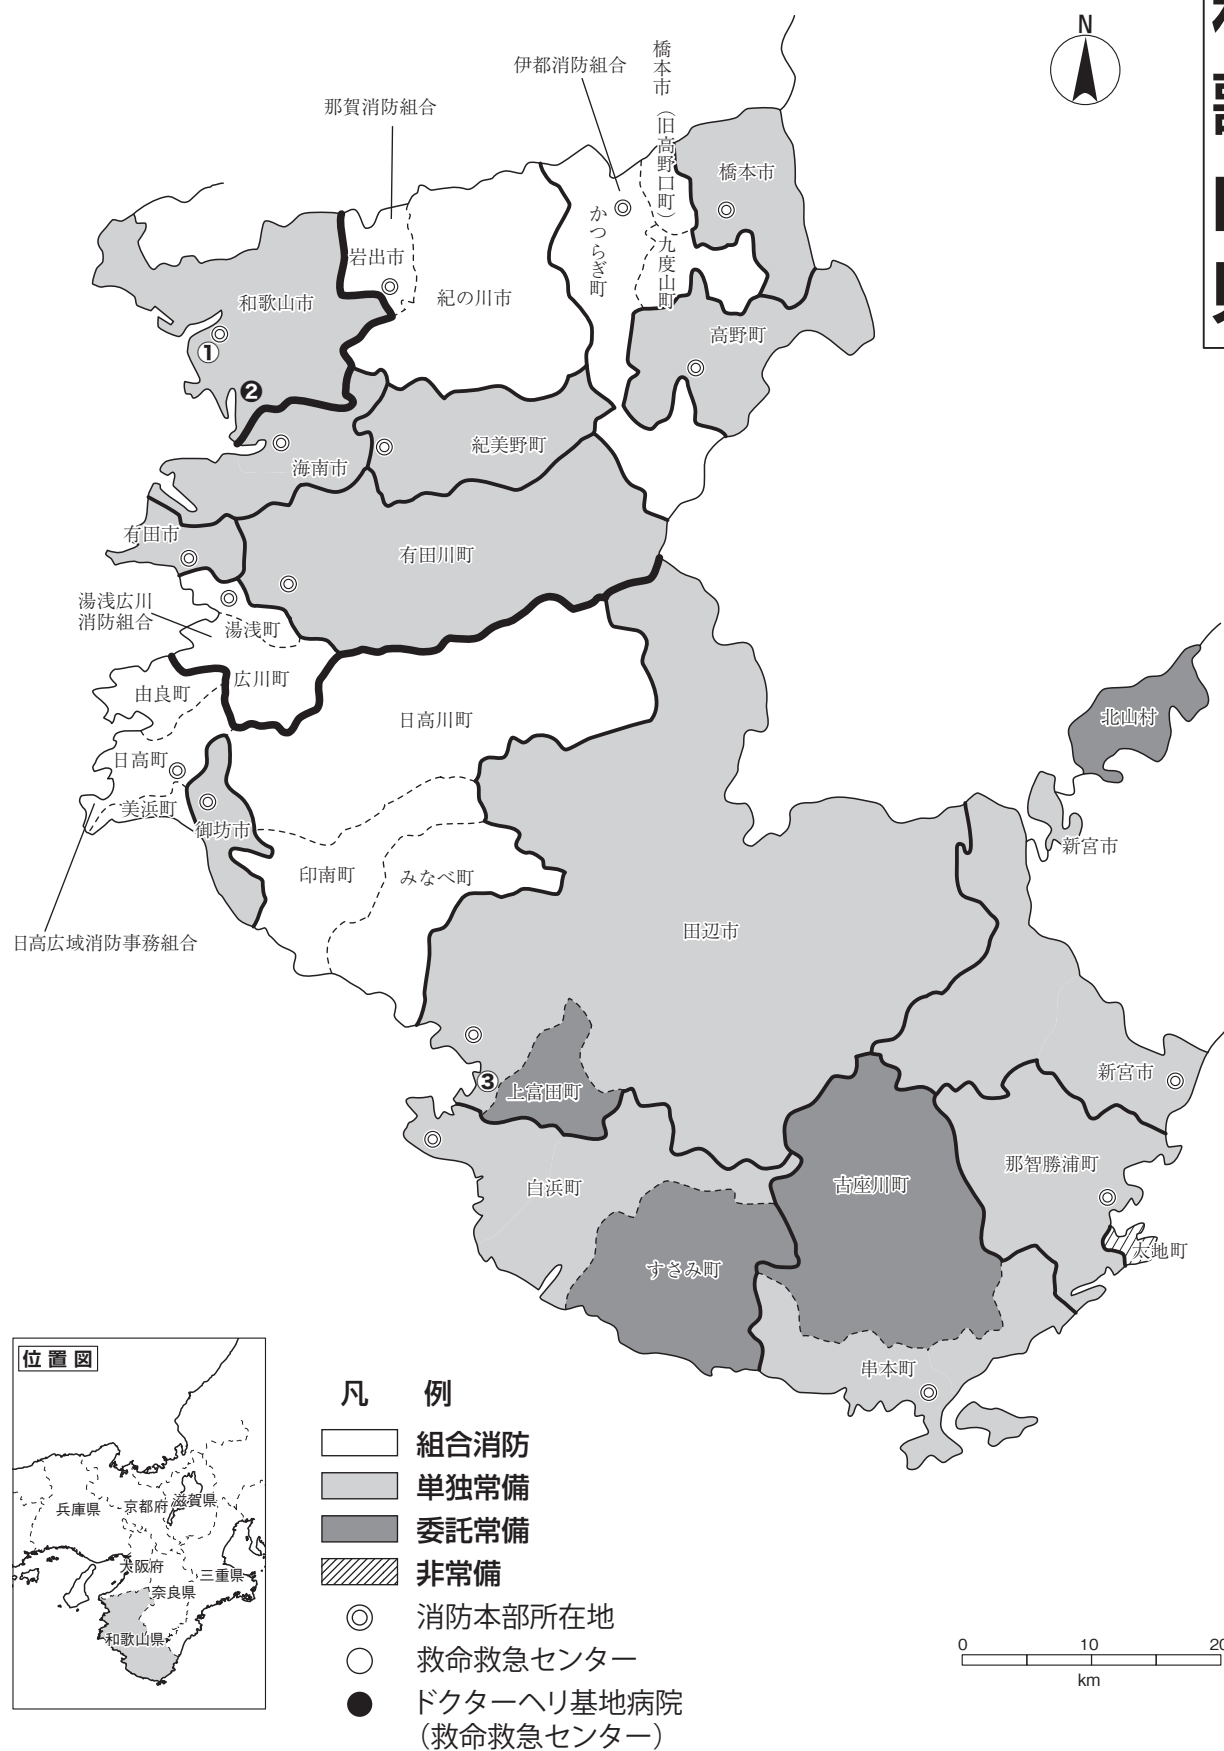 N
橋本市（旧高野口町）
伊都消防組合
那賀消防組合
橋本市
かつらぎ町
九度山町
岩出市
紀の川市
和歌山市
高野町
①
❷
紀美野町
海南市
有田市
有田川町
湯浅広川
消防組合
湯浅町
広川町
由良町
日高川町
北山村
日高町
美浜町
御坊市
新宮市
印南町
みなべ町
田辺市
日高広域消防事務組合
③
上富田町
新宮市
那智勝浦町
白浜町
古座川町
太地町
すさみ町
串本町
位置図
兵庫県
京都府
滋賀県
大阪府
三重県
奈良県
和歌山県
凡 例
組合消防
単独常備
委託常備
非常備
消防本部所在地
救命救急センター
ドクターヘリ基地病院
（救命救急センター）
0 10 20
km